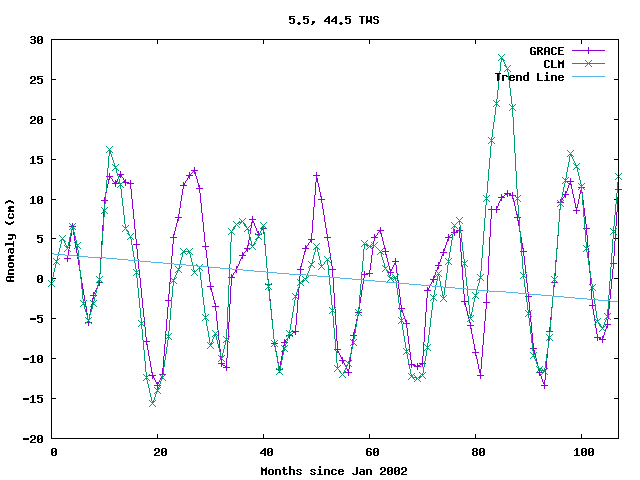 5.5, 44.5 TWS
GRACE
CLM
Trend Line
30
25
20
15
10
5
0
-5
-10
-15
-20
Anomaly (cm)
0 20 40 60 80 100
Months since Jan 2002